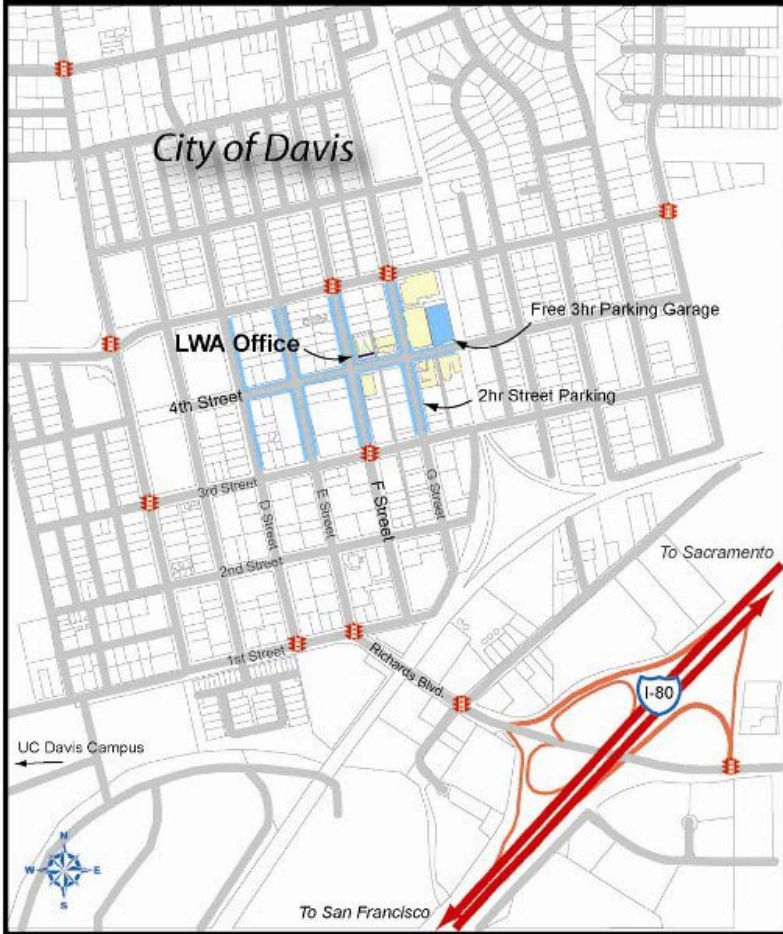 City of Davis
Free 3hr Parking Garage
LWA Office
2hr Street Parking
4th Street
3rd Street
D Street
E Street
F Street
G Street
2nd Street
To Sacramento
1st Street
Richards Blvd.
I-80
UC Davis Campus
N
W
E
S
To San Francisco